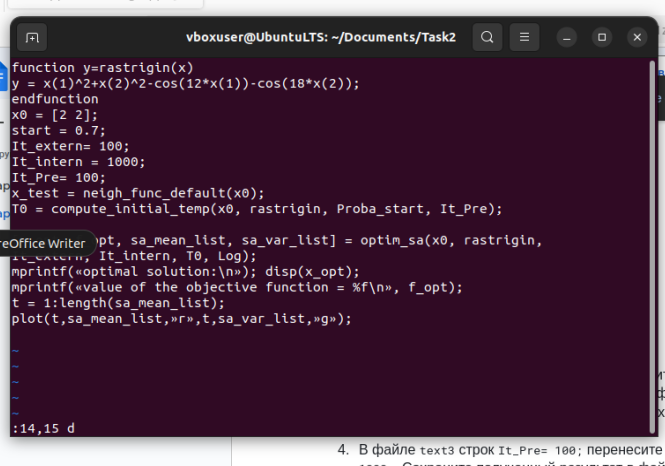 vboxuser@UbuntuLTS: ~/Documents/Task2
function y=rastrigin(x)
y = x(1)^2+x(2)^2-cos(12*x(1))-cos(18*x(2));
endfunction
x0 = [2 2];
start = 0.7;
It_extern= 100;
It_intern = 1000;
It_Pre= 100;
x_test = neigh_func_default(x0);
T0 = compute_initial_temp(x0, rastrigin, Proba_start, It_Pre);
opt, sa_mean_list, sa_var_list] = optim_sa(x0, rastrigin,
reOffice Writer
It_extern, It_intern, T0, Log);
mprintf(«optimal solution:\n»); disp(x_opt);
mprintf(«value of the objective function = %f\n», f_opt);
t = 1:length(sa_mean_list);
plot(t,sa_mean_list,»r»,t,sa_var_list,»g»);
~
~
~
~
~
:14,15 d
4. В файле text3 строк It_Pre= 100; перенесите